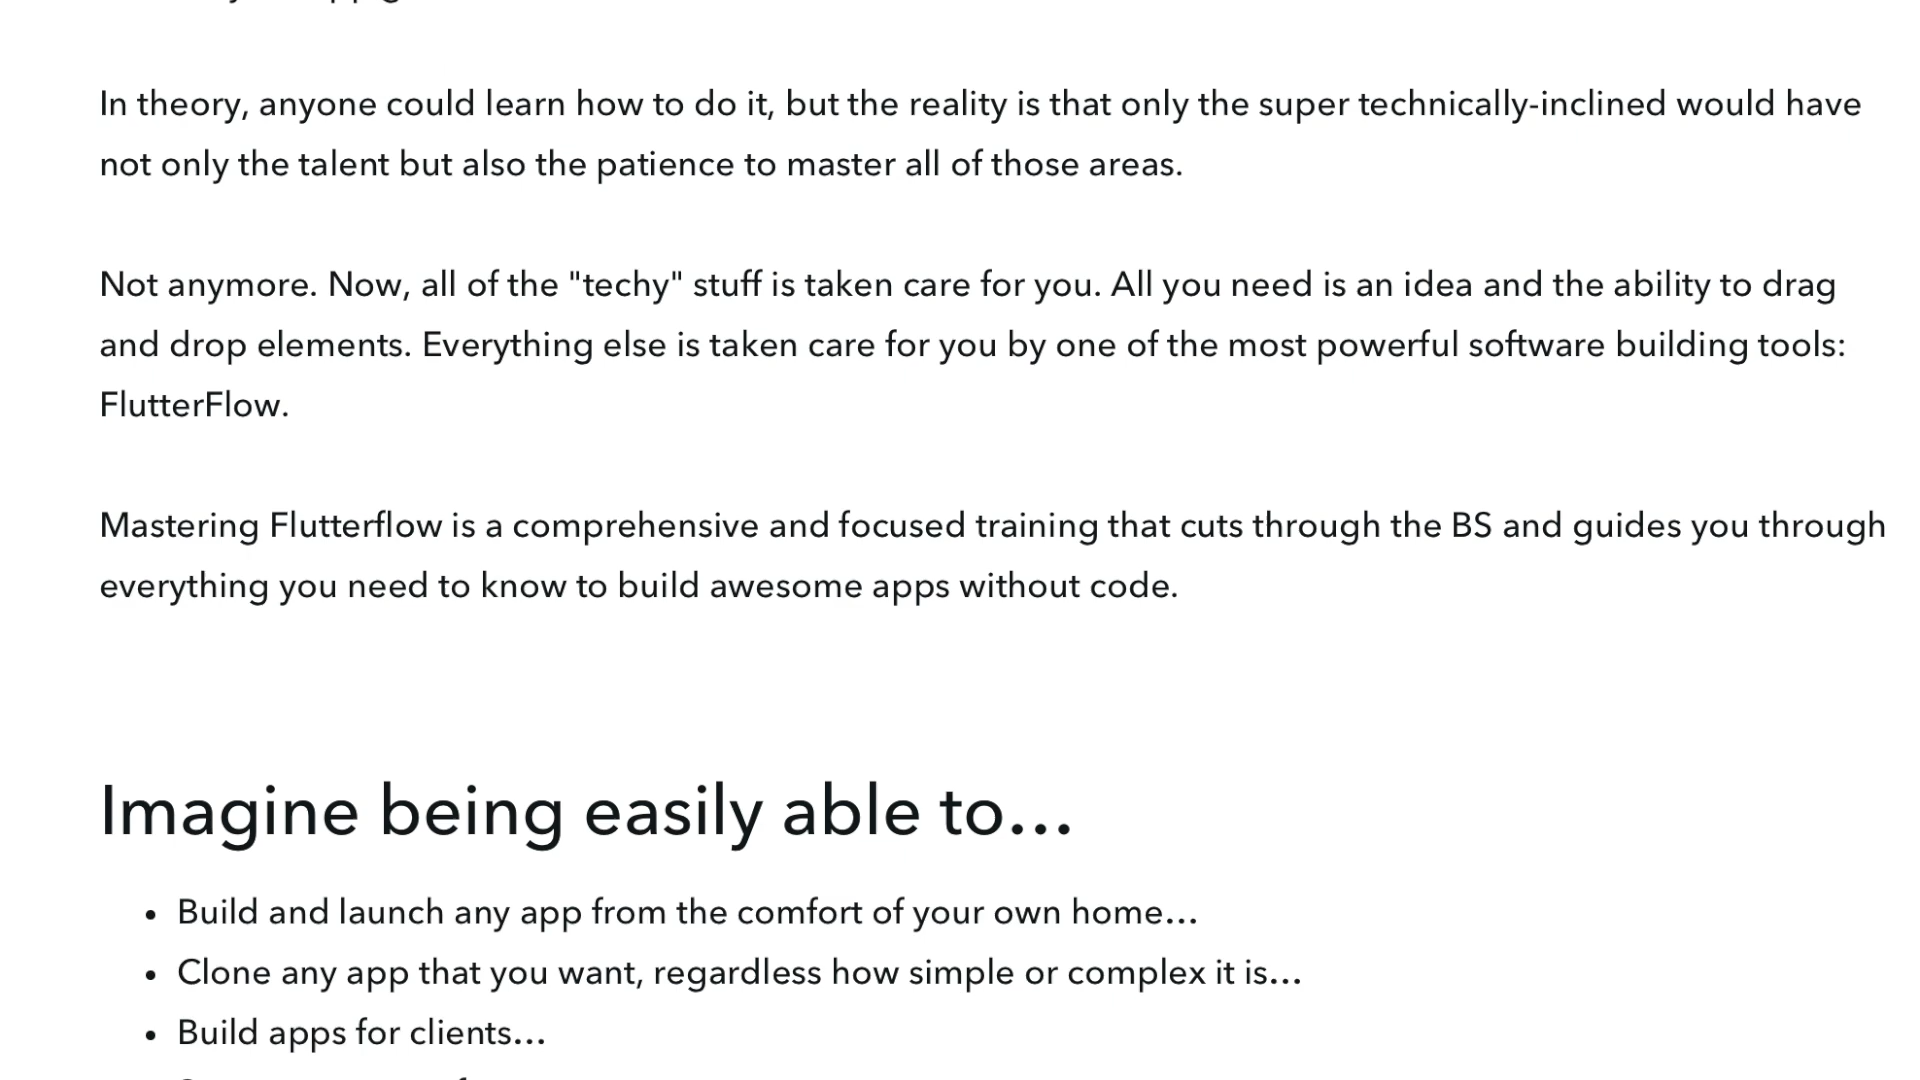 In theory, anyone could learn how to do it, but the reality is that only the super technically-inclined would have
not only the talent but also the patience to master all of those areas.
Not anymore. Now, all of the "techy" stuff is taken care for you. All you need is an idea and the ability to drag
and drop elements. Everything else is taken care for you by one of the most powerful software building tools:
FlutterFlow.
Mastering Flutterflow is a comprehensive and focused training that cuts through the BS and guides you through
everything you need to know to build awesome apps without code.
Imagine being easily able to...
• Build and launch any app from the comfort of your own home...
• Clone any app that you want, regardless how simple or complex it is...
• Build apps for clients...